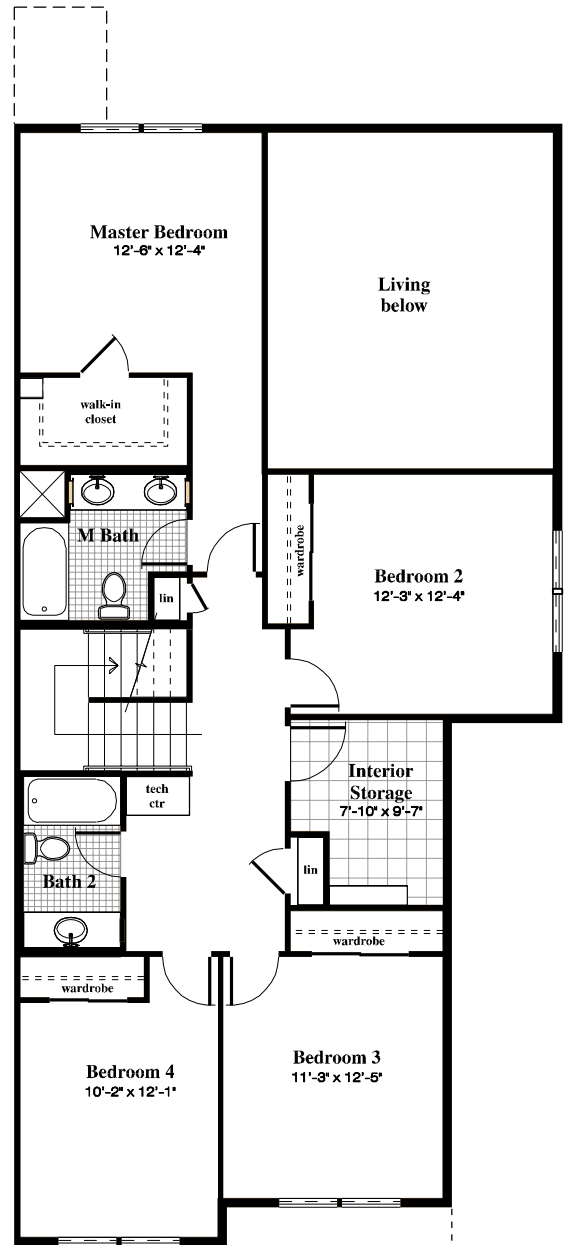 Master Bedroom
12'-6" x 12'-4"
Living
below
walk-in
closet
M Bath
wardrobe
Bedroom 2
12'-3" x 12'-4"
lin
tech
ctr
Interior
Storage
7'-10" x 9'-7"
lin
Bath 2
wardrobe
wardrobe
Bedroom 3
11'-3" x 12'-5"
Bedroom 4
10'-2" x 12'-1"